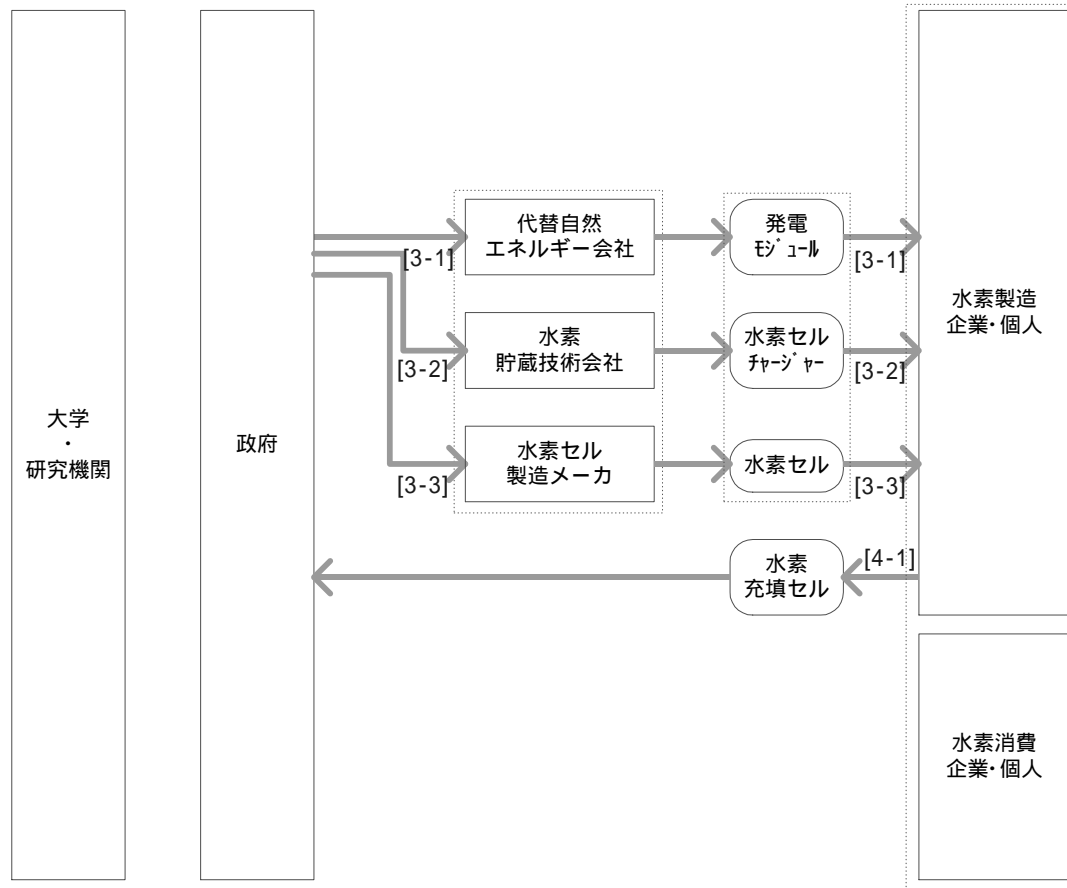 大学
・
研究機関
政府
代替自然
エネルギー会社
[3-1]
発電
ﾓｼﾞｭｰﾙ
[3-1]
水素
貯蔵技術会社
[3-2]
水素セル
ﾁｬｰｼﾞｬｰ
[3-2]
水素セル
製造メーカ
[3-3]
水素セル
[3-3]
水素
充填セル
[4-1]
水素製造
企業・個人
水素消費
企業・個人